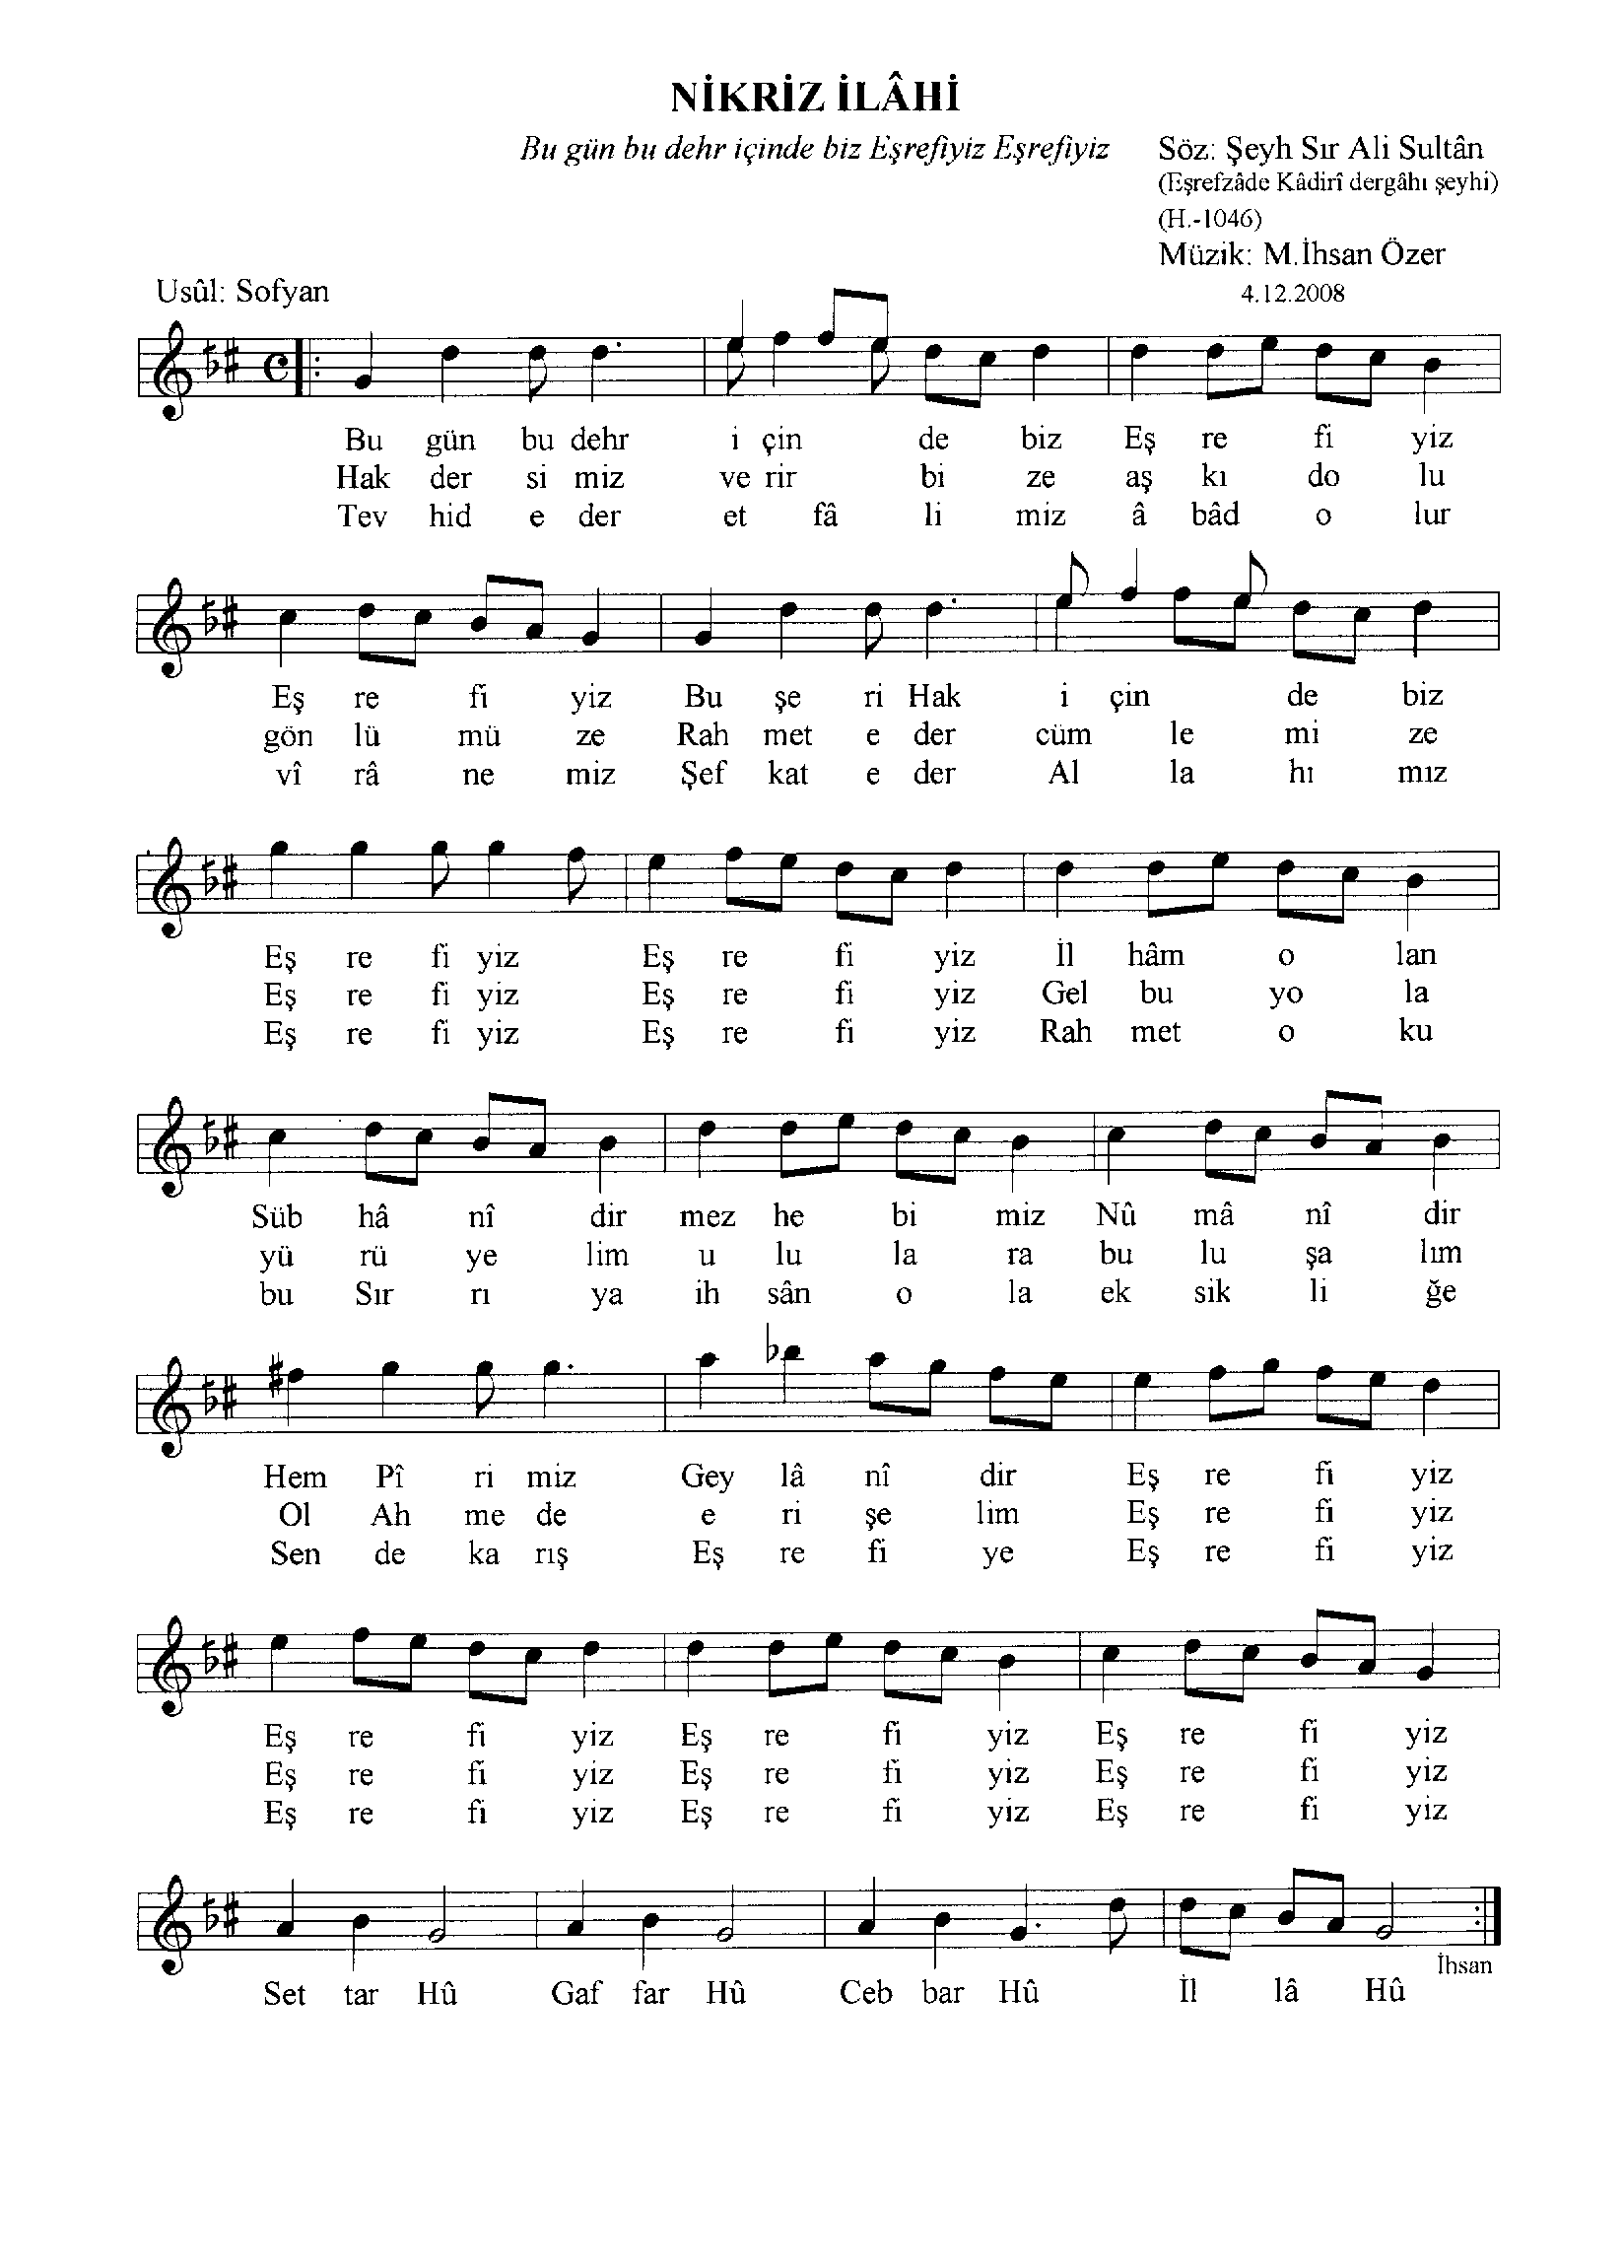 NİKRİZ İLÂHİ
Bu gün bu dehr içinde biz Eşrefiyiz Eşrefiyiz
Söz: Şeyh Sır Ali Sultân
(Eşrefzâde Kâdirî dergâhı şeyhi)
(H.-1046)
Müzik: M.İhsan Özer
Usûl: Sofyan
4.12.2008
Bu gün bu dehr i çin de biz Eş re fi yiz
Hak der si miz ve rir bi ze aş kı do lu
Tev hid e der et fâ li miz â bâd o lur
Eş re fi yiz Bu şe ri Hak i çin de biz
gön lü mü ze Rah met e der cüm le mi ze
vî râ ne miz Şef kat e der Al la hı mız
Eş re fi yiz Eş re fi yiz İl hâm o lan
Eş re fi yiz Eş re fi yiz Gel bu yo la
Eş re fi yiz Eş re fi yiz Rah met o ku
Süb hâ nî dir mez he bi miz Nû mâ nî dir
yü rü ye lim u lu la ra bu lu şa lım
bu Sır rı ya ih sân o la ek sik li ğe
Hem Pî ri miz Gey lâ nî dir Eş re fi yiz
Ol Ah me de e ri şe lim Eş re fi yiz
Sen de ka rış Eş re fi ye Eş re fi yiz
Eş re fi yiz Eş re fi yiz Eş re fi yiz
Eş re fi yiz Eş re fi yiz Eş re fi yiz
Eş re fi yiz Eş re fi yiz Eş re fi yiz
İhsan
Set tar Hû Gaf far Hû Ceb bar Hû İl lâ Hû